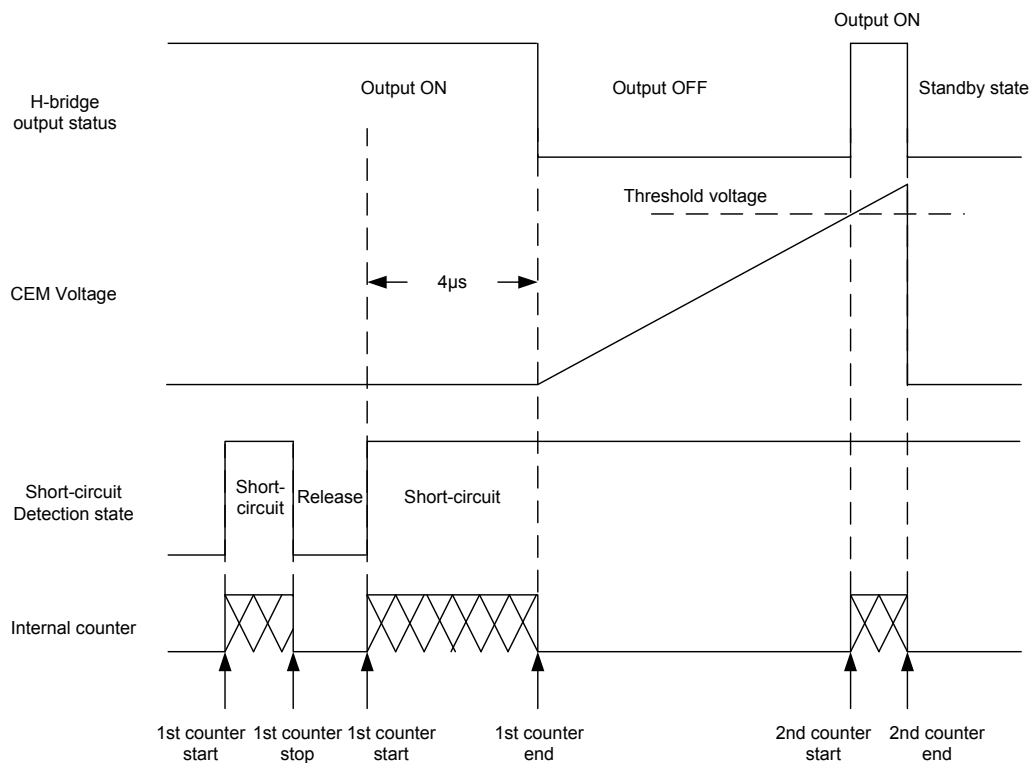 Output ON
H-bridge
output status
Output ON
Output OFF
Standby state
Threshold voltage
CEM Voltage
4µs
Short-circuit
Detection state
Short-
circuit
Release
Short-circuit
Internal counter
1st counter
start
1st counter
stop
1st counter
start
1st counter
end
2nd counter
start
2nd counter
end